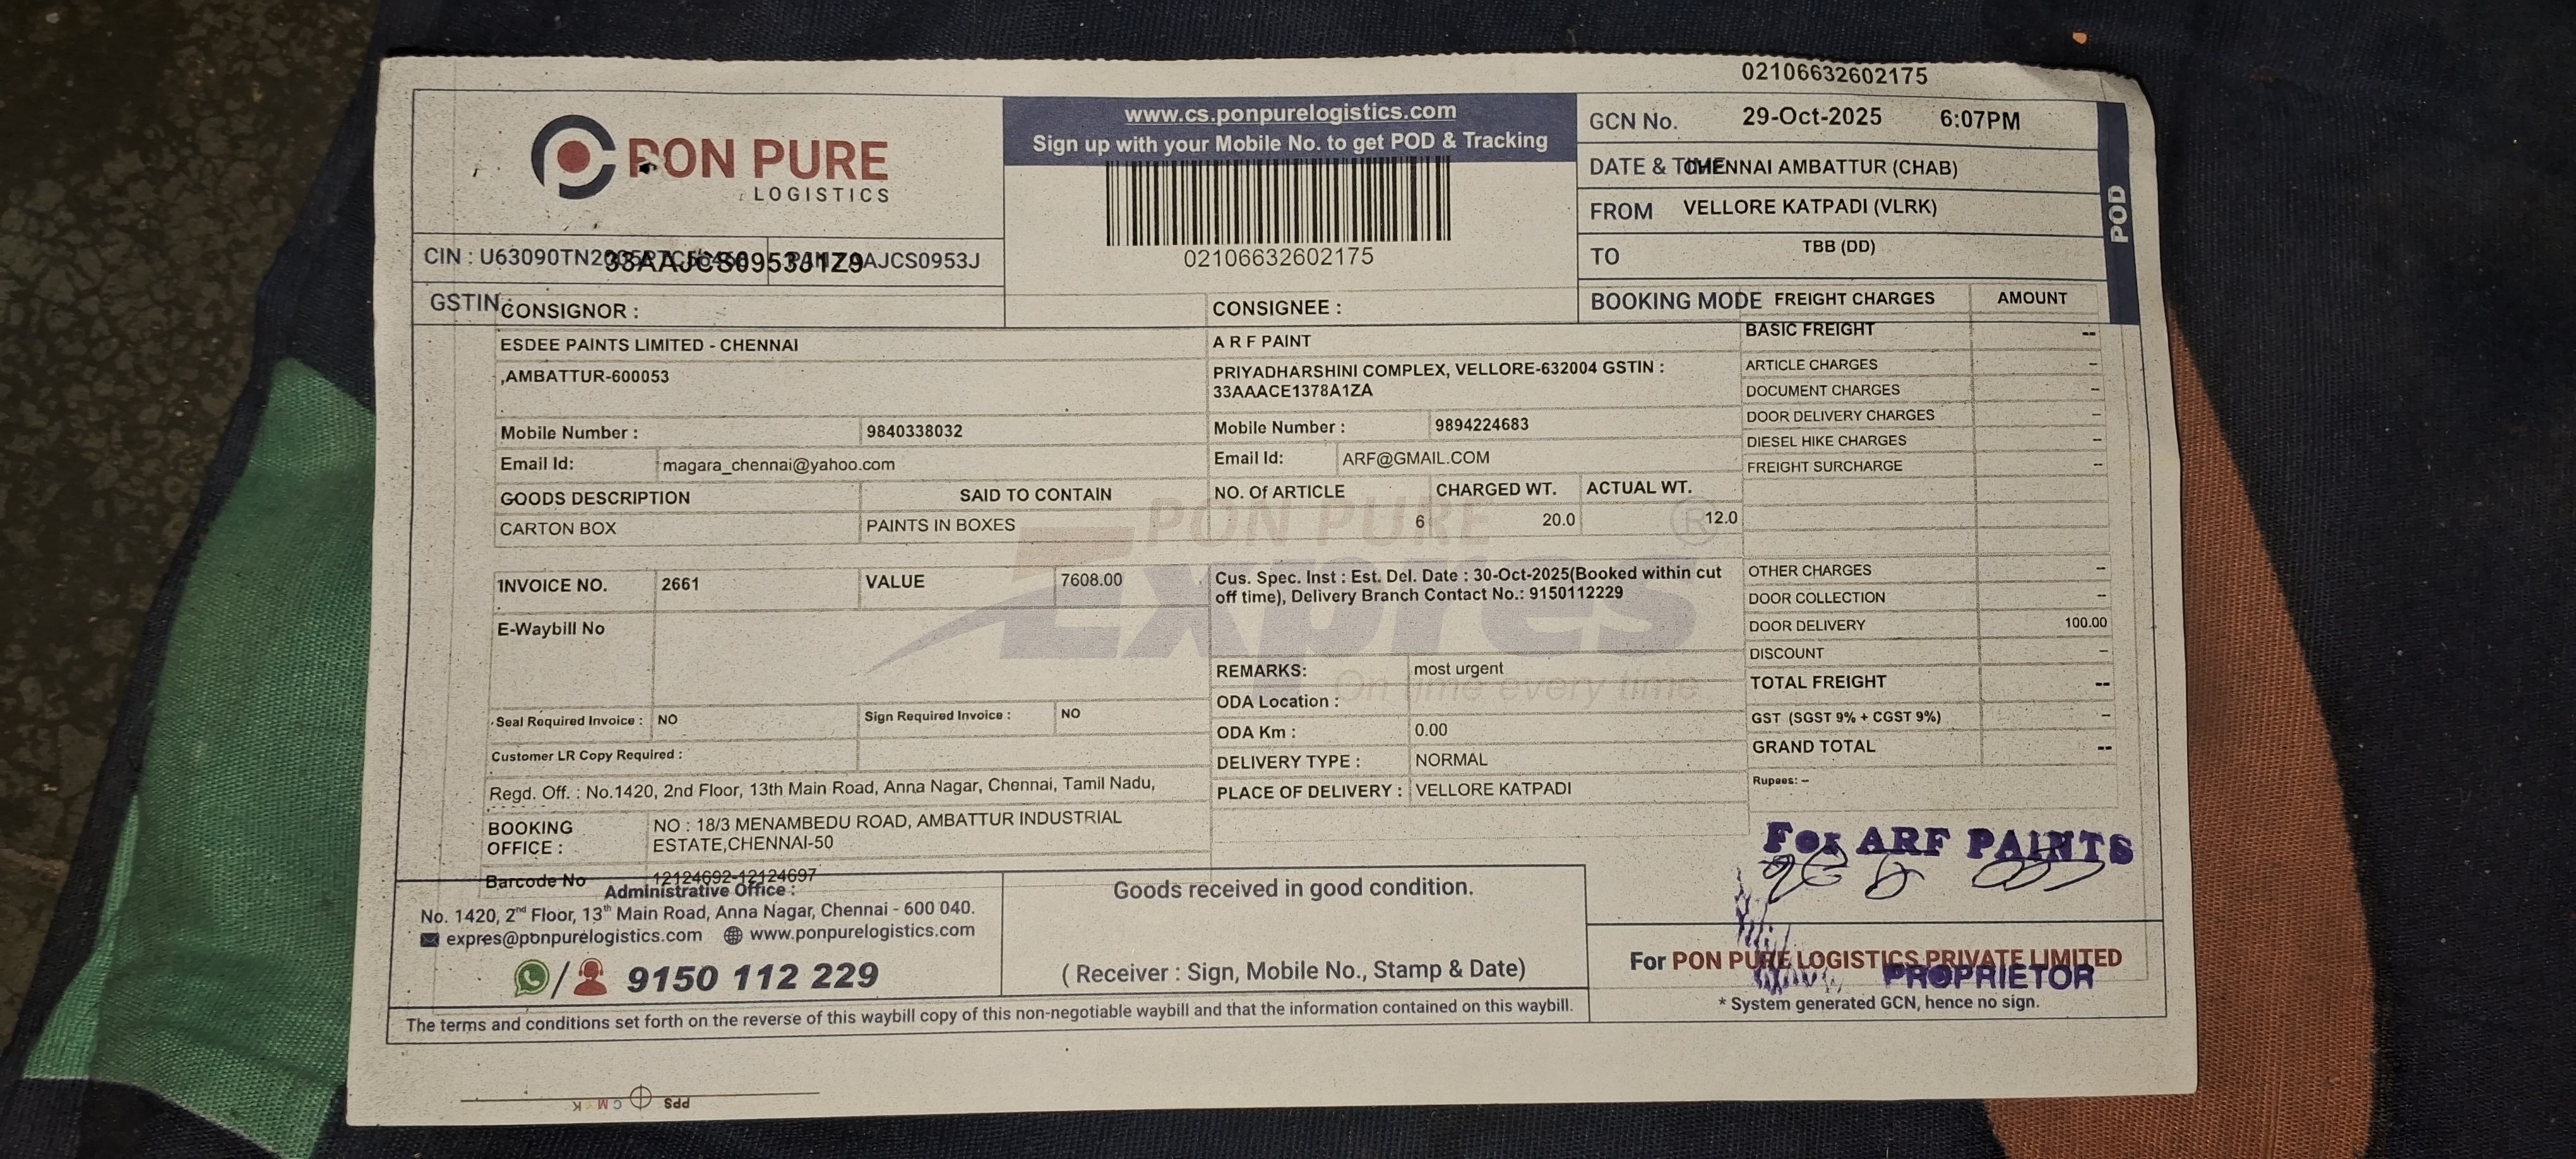 02106632602175
PON PURE
LOGISTICS
www.cs.ponpurelogistics.com
Sign up with your Mobile No. to get POD & Tracking
02106632602175
GCN No. 29-Oct-2025 6:07PM
DATE & TIME CHENNAI AMBATTUR (CHAB)
FROM VELLORE KATPADI (VLRK)
TO TBB (DD)
POD
CIN : 33AAJCS0953J1Z9 AAJCS0953J
GSTIN:
BOOKING MODE
CONSIGNOR :
ESDEE PAINTS LIMITED - CHENNAI
,AMBATTUR-600053
Mobile Number : 9840338032
Email Id: magara_chennai@yahoo.com
GOODS DESCRIPTION SAID TO CONTAIN
CARTON BOX PAINTS IN BOXES
INVOICE NO. 2661 VALUE 7608.00
E-Waybill No
Seal Required Invoice : NO Sign Required Invoice : NO
Customer LR Copy Required :
Regd. Off. : No.1420, 2nd Floor, 13th Main Road, Anna Nagar, Chennai, Tamil Nadu,
BOOKING OFFICE : NO : 18/3 MENAMBEDU ROAD, AMBATTUR INDUSTRIAL
ESTATE,CHENNAI-50
Barcode No 12124692-12124697
CONSIGNEE :
A R F PAINT
PRIYADHARSHINI COMPLEX, VELLORE-632004 GSTIN :
33AAACE1378A1ZA
Mobile Number : 9894224683
Email Id: ARF@GMAIL.COM
NO. Of ARTICLE CHARGED WT. ACTUAL WT.
6 20.0 12.0
PON PURE
Expres ®
On time every time
Cus. Spec. Inst : Est. Del. Date : 30-Oct-2025(Booked within cut
off time), Delivery Branch Contact No.: 9150112229
REMARKS: most urgent
ODA Location :
ODA Km : 0.00
DELIVERY TYPE : NORMAL
PLACE OF DELIVERY : VELLORE KATPADI
FREIGHT CHARGES AMOUNT
BASIC FREIGHT --
ARTICLE CHARGES --
DOCUMENT CHARGES --
DOOR DELIVERY CHARGES --
DIESEL HIKE CHARGES --
FREIGHT SURCHARGE --
OTHER CHARGES --
DOOR COLLECTION --
DOOR DELIVERY 100.00
DISCOUNT --
TOTAL FREIGHT --
GST (SGST 9% + CGST 9%) --
GRAND TOTAL --
Rupees: --
For ARF PAINTS
PROPRIETOR
Administrative Office :
No. 1420, 2nd Floor, 13th Main Road, Anna Nagar, Chennai - 600 040.
expres@ponpurelogistics.com www.ponpurelogistics.com
/ 9150 112 229
Goods received in good condition.
( Receiver : Sign, Mobile No., Stamp & Date)
For PON PURE LOGISTICS PRIVATE LIMITED
* System generated GCN, hence no sign.
The terms and conditions set forth on the reverse of this waybill copy of this non-negotiable waybill and that the information contained on this waybill.
PPS CMYK